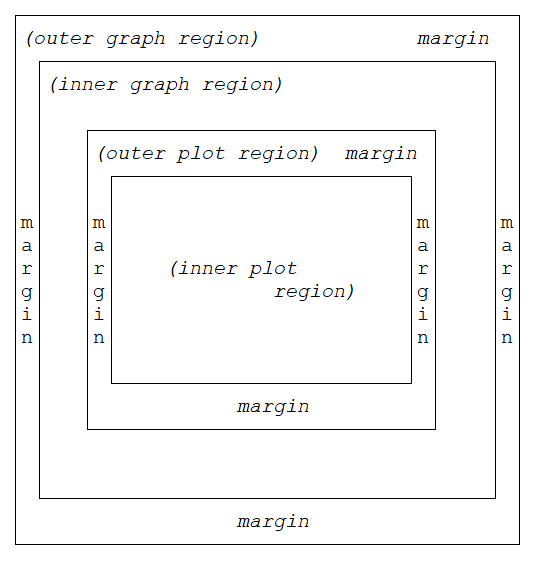 (outer graph region) margin
(inner graph region)
(outer plot region) margin
margin
margin
(inner plot
region)
margin
margin
margin
margin